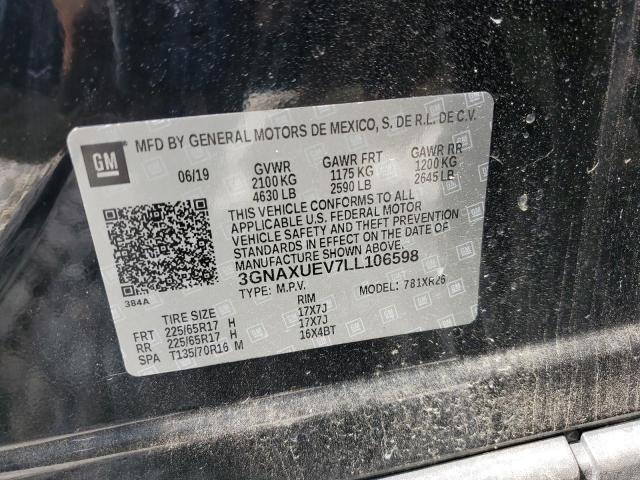 GM
MFD BY GENERAL MOTORS DE MEXICO, S. DE R.L. DE C.V.
06/19 GVWR GAWR FRT GAWR RR
2100 KG 1175 KG 1200 KG
4630 LB 2590 LB 2645 LB
THIS VEHICLE CONFORMS TO ALL
APPLICABLE U.S. FEDERAL MOTOR
VEHICLE SAFETY AND THEFT PREVENTION
STANDARDS IN EFFECT ON THE DATE OF
MANUFACTURE SHOWN ABOVE.
3GNAXUEV7LL106598
384A
TYPE: M.P.V. MODEL: 781XR26
TIRE SIZE RIM
FRT 225/65R17 H 17X7J
RR 225/65R17 H 17X7J
SPA T135/70R16 M 16X4BT